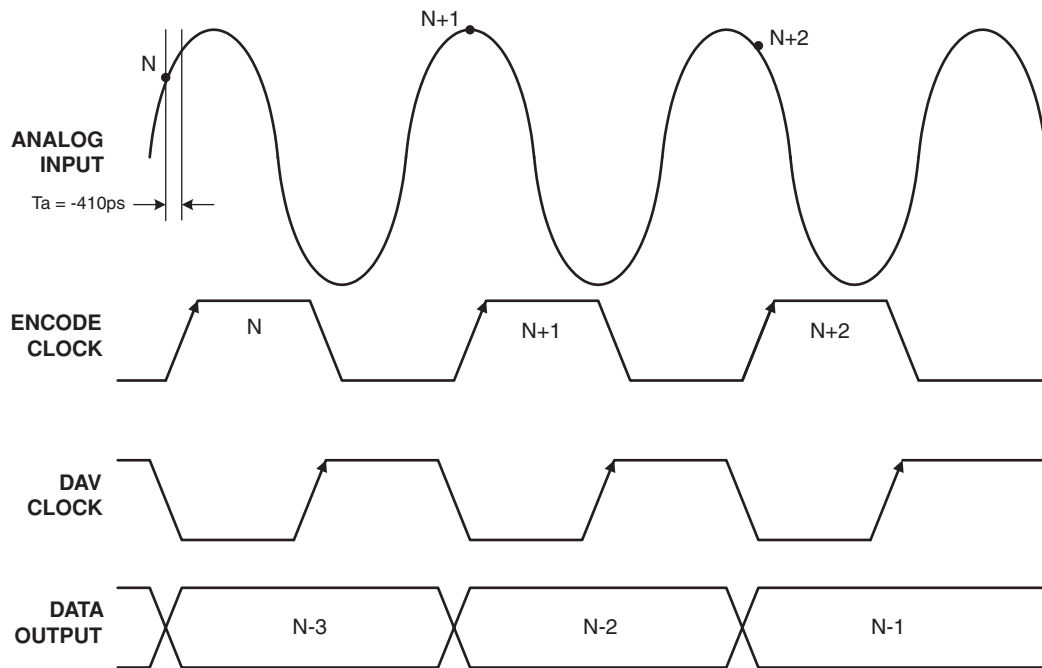 N
N+1
N+2
ANALOG
INPUT
Ta = -410ps
ENCODE
CLOCK
N
N+1
N+2
DAV
CLOCK
DATA
OUTPUT
N-3
N-2
N-1